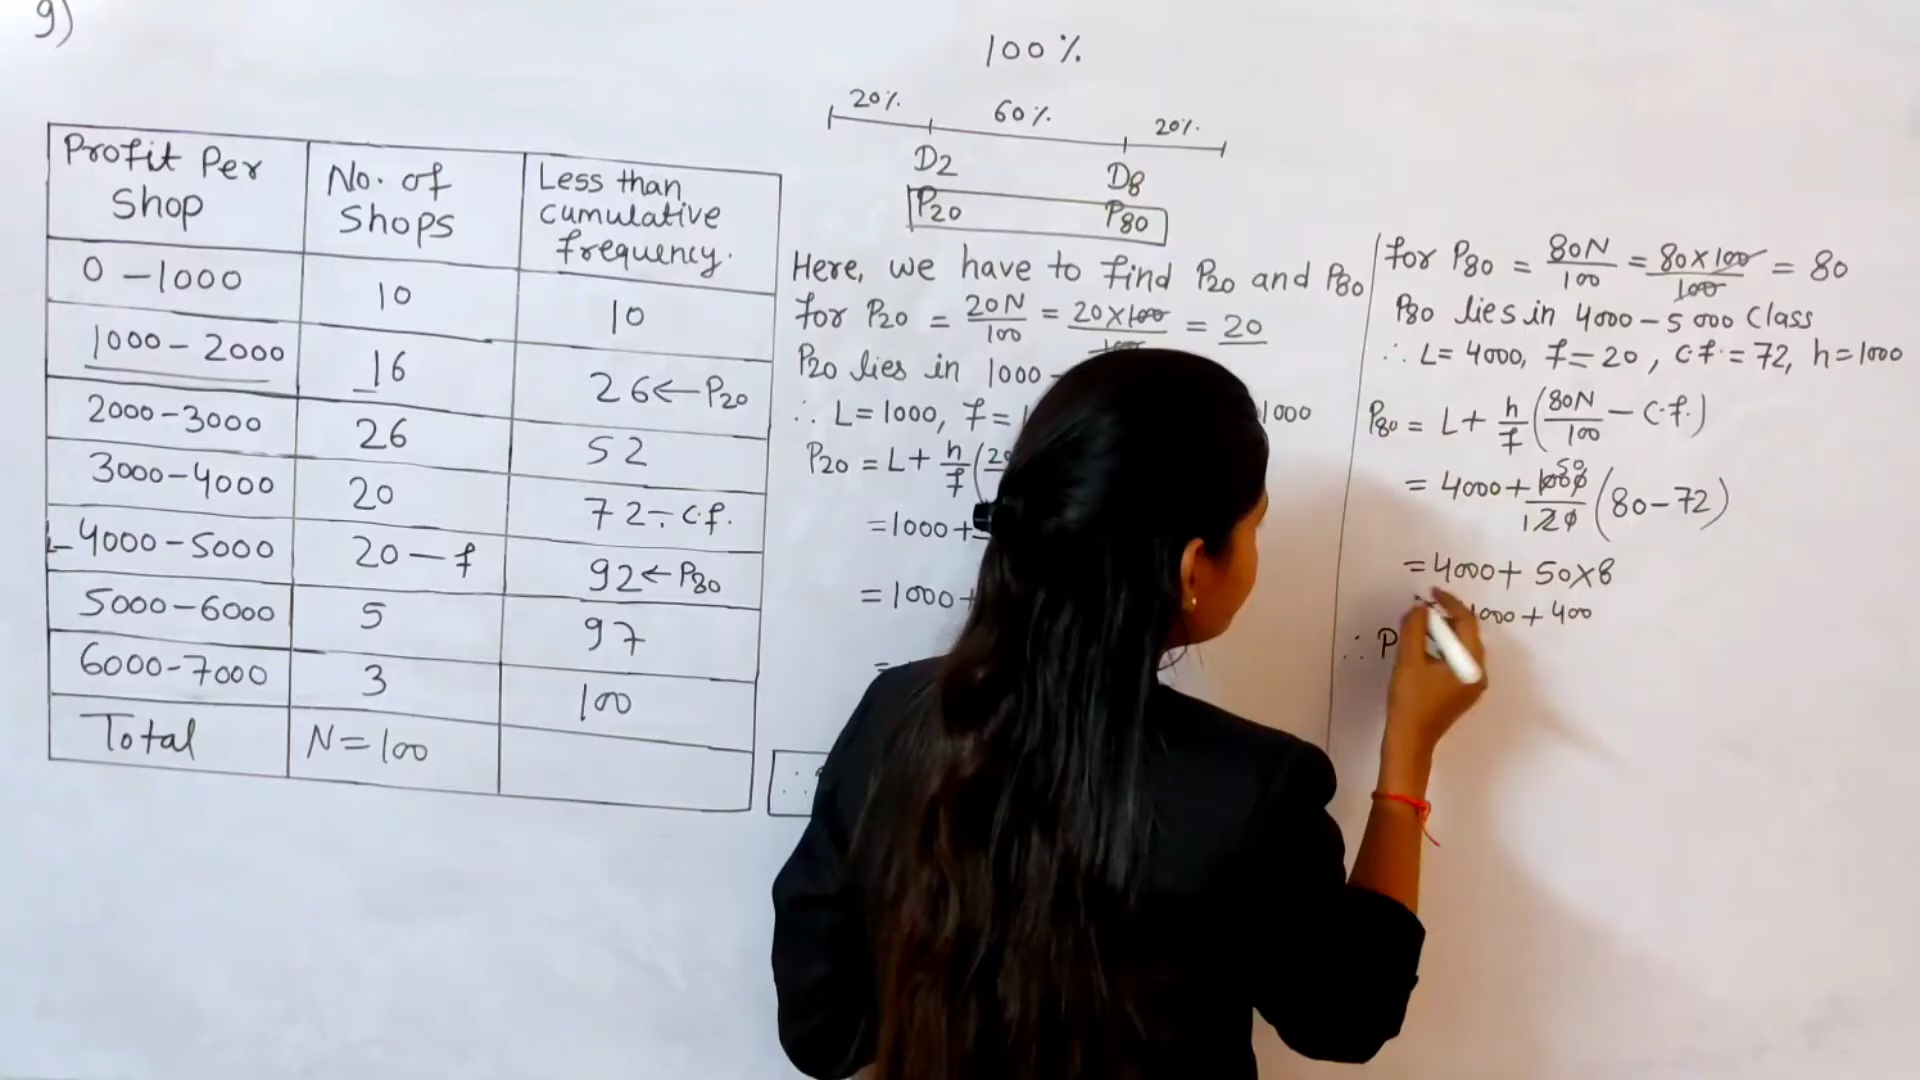 9)
Profit Per Shop | No. of Shops | Less than cumulative frequency.
0 - 1000 | 10 | 10
1000 - 2000 | 16 | 26 ← P20
2000 - 3000 | 26 | 52
3000 - 4000 | 20 | 72 - c.f.
L- 4000 - 5000 | 20 - f | 92 ← P80
5000 - 6000 | 5 | 97
6000 - 7000 | 3 | 100
Total | N = 100
100 %
20% 60% 20%
D2 D8
P20 P80
Here, we have to find P20 and P80
for P20 = 20N/100 = 20×100/100 = 20
P20 lies in 1000 -
∴ L = 1000, f = 1000
P20 = L + h/f (
= 1000 +
= 1000 +
=
∴
for P80 = 80N/100 = 80×100/100 = 80
P80 lies in 4000 - 5000 class
∴ L = 4000, f = 20, c.f. = 72, h = 1000
P80 = L + h/f (80N/100 - c.f.)
= 4000 + 1000/20 (80 - 72)
50
1
= 4000 + 50 × 8
000 + 400
∴ P